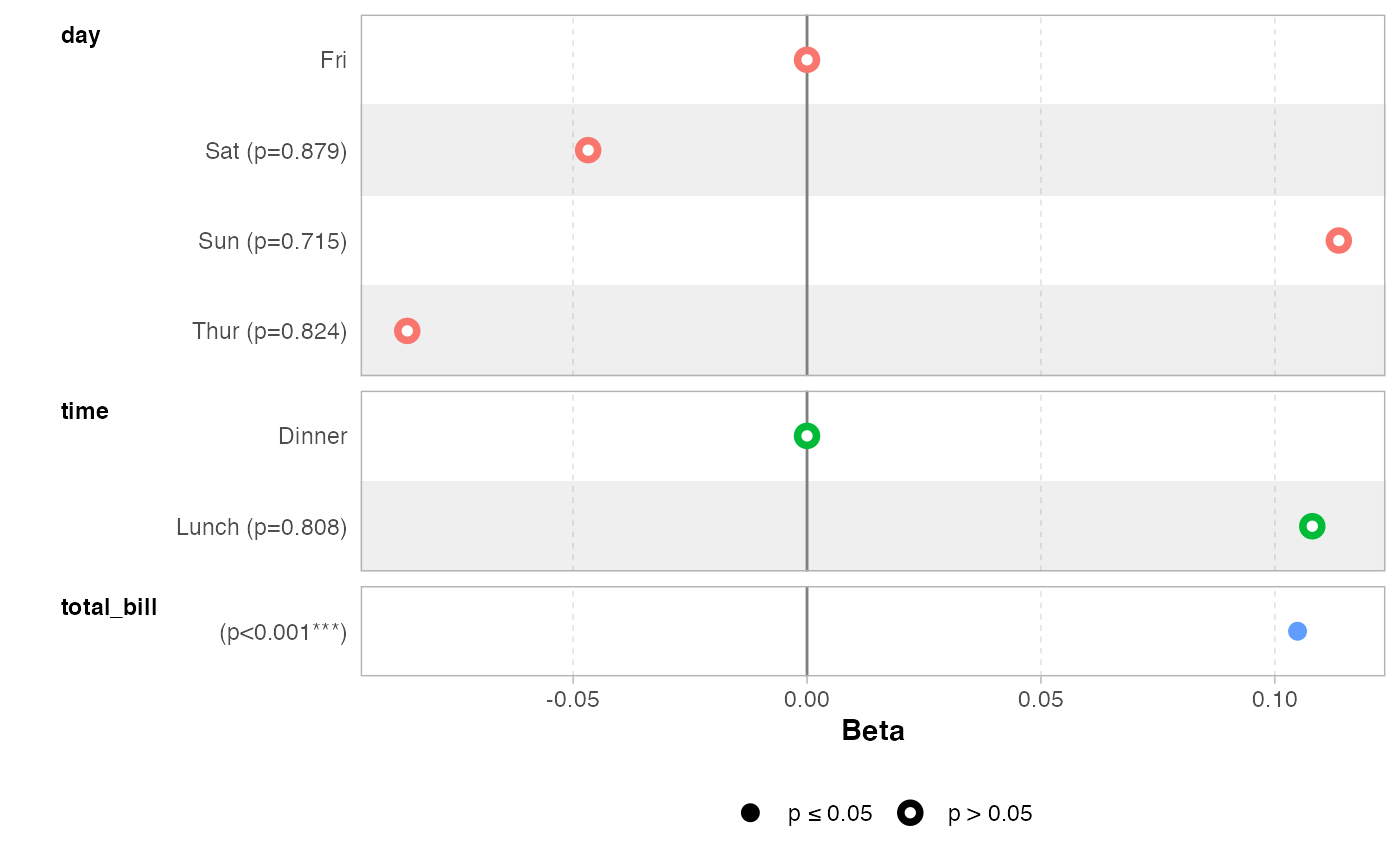 day
Fri
Sat (p=0.879)
Sun (p=0.715)
Thur (p=0.824)
time
Dinner
Lunch (p=0.808)
total_bill
(p<0.001***)
-0.05 0.00 0.05 0.10
Beta
p ≤ 0.05 p > 0.05